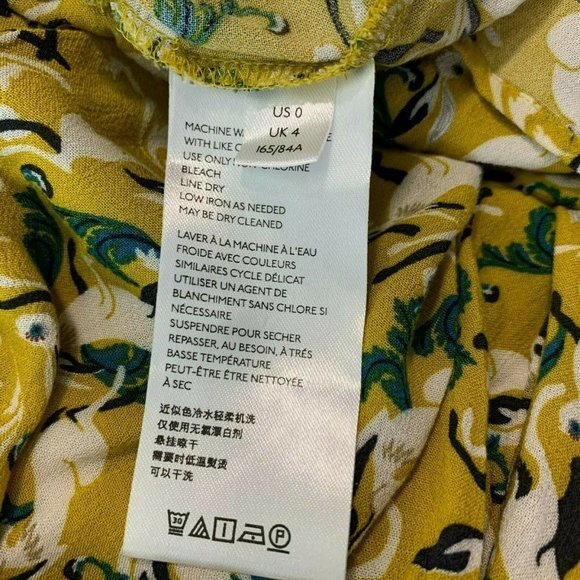 US 0
UK 4
165/84A
MACHINE
WITH LIKE
USE ONLY NON-CHLORINE
BLEACH
LINE DRY
LOW IRON AS NEEDED
MAY BE DRY CLEANED
LAVER À LA MACHINE À L'EAU
FROIDE AVEC COULEURS
SIMILAIRES CYCLE DÉLICAT
UTILISER UN AGENT DE
BLANCHIMENT SANS CHLORE SI
NÉCESSAIRE
SUSPENDRE POUR SECHER
REPASSER, AU BESOIN, À TRÉS
BASSE TEMPÉRATURE
PEUT-ÊTRE ÊTRE NETTOYÉE
À SEC
近似色冷水轻柔机洗
仅使用无氯漂白剂
悬挂晾干
需要时低温熨烫
可以干洗
30 P